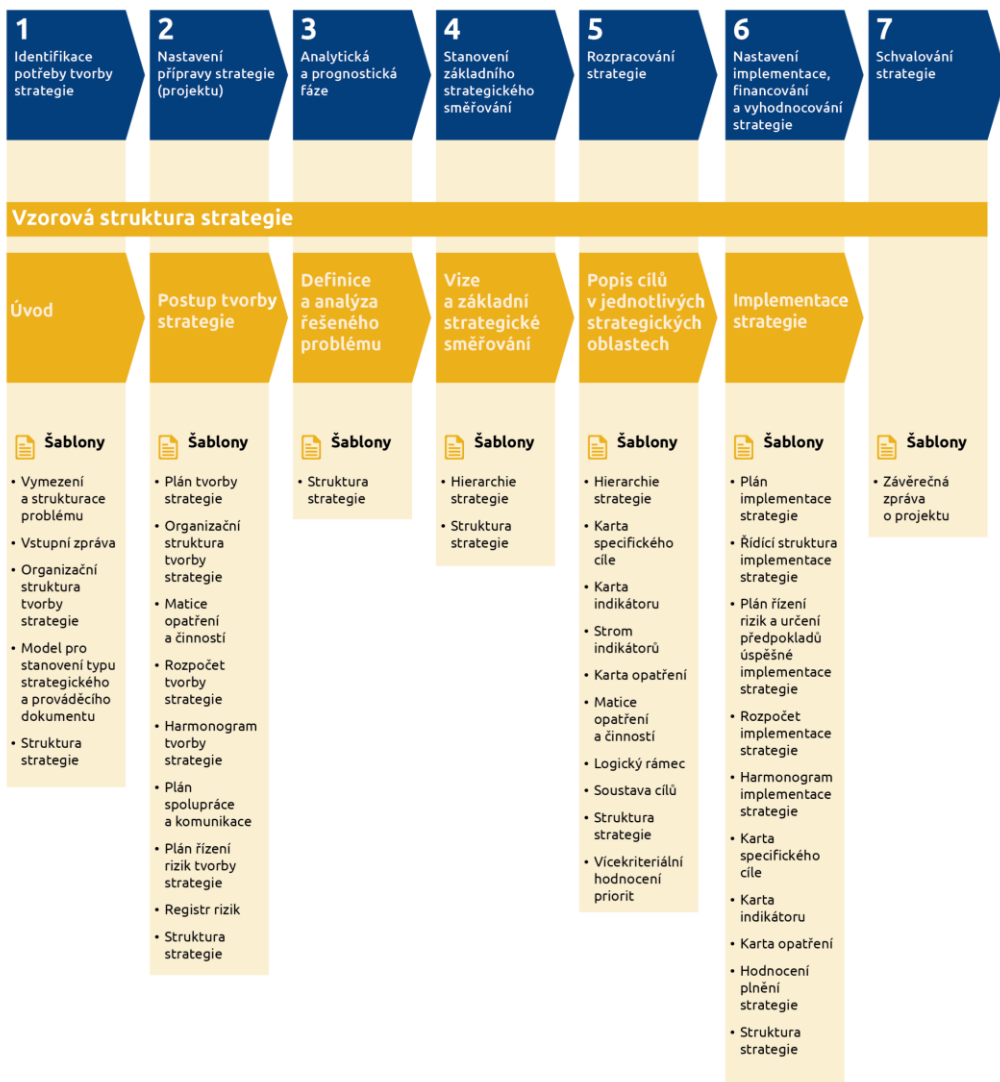 1
Identifikace
potřeby tvorby
strategie
2
Nastavení
přípravy strategie
(projektu)
3
Analytická
a prognostická
fáze
4
Stanovení
základního
strategického
směřování
5
Rozpracování
strategie
6
Nastavení
implementace,
financování
a vyhodnocování
strategie
7
Schvalování
strategie
Vzorová struktura strategie
Úvod
Postup tvorby
strategie
Definice
a analýza
řešeného
problému
Vize
a základní
strategické
směřování
Popis cílů
v jednotlivých
strategických
oblastech
Implementace
strategie
Šablony
• Vymezení
a strukturace
problému
• Vstupní zpráva
• Organizační
struktura
tvorby
strategie
• Model pro
stanovení typu
strategického
a prováděcího
dokumentu
• Struktura
strategie
Šablony
• Plán tvorby
strategie
• Organizační
struktura
tvorby
strategie
• Matice
opatření
a činností
• Rozpočet
tvorby
strategie
• Harmonogram
tvorby
strategie
• Plán
spolupráce
a komunikace
• Plán řízení
rizik tvorby
strategie
• Registr rizik
• Struktura
strategie
Šablony
• Struktura
strategie
Šablony
• Hierarchie
strategie
• Struktura
strategie
Šablony
• Hierarchie
strategie
• Karta
specifického
cíle
• Karta
indikátoru
• Strom
indikátorů
• Karta opatření
• Matice
opatření
a činností
• Logický rámec
• Soustava cílů
• Struktura
strategie
• Vícekriteriální
hodnocení
priorit
Šablony
• Plán
implementace
strategie
• Řídící struktura
implementace
strategie
• Plán řízení
rizik a určení
předpokladů
úspěšné
implementace
strategie
• Rozpočet
implementace
strategie
• Harmonogram
implementace
strategie
• Karta
specifického
cíle
• Karta
indikátoru
• Karta opatření
• Hodnocení
plnění
strategie
• Struktura
strategie
Šablony
• Závěrečná
zpráva
o projektu